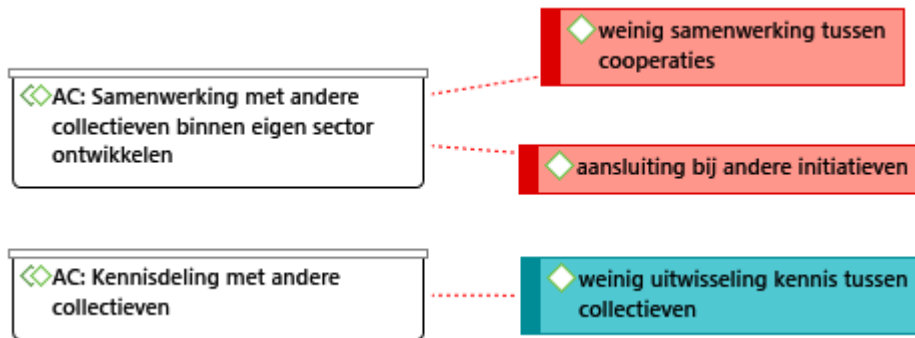 weinig samenwerking tussen
cooperaties
AC: Samenwerking met andere
collectieven binnen eigen sector
ontwikkelen
aansluiting bij andere initiatieven
AC: Kennisdeling met andere
collectieven
weinig uitwisseling kennis tussen
collectieven